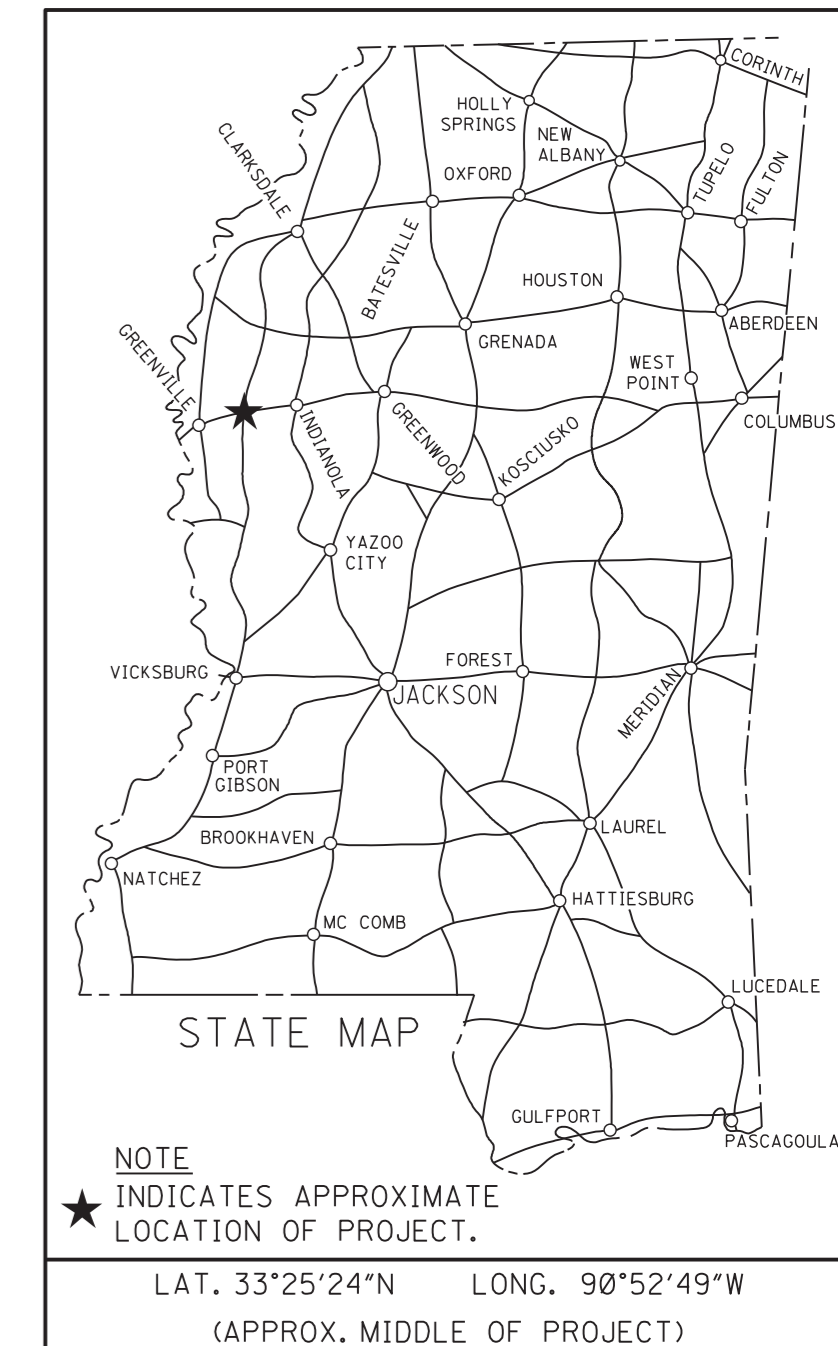 CORINTH
HOLLY
SPRINGS
NEW
ALBANY
CLARKSDALE
OXFORD
TUPELO
FULTON
BATESVILLE
HOUSTON
ABERDEEN
GREENVILLE
GRENADA
WEST
POINT
COLUMBUS
INDIANOLA
GREENWOOD
KOSCIUSKO
YAZOO
CITY
VICKSBURG
FOREST
JACKSON
MERIDIAN
PORT
GIBSON
BROOKHAVEN
LAUREL
NATCHEZ
HATTIESBURG
MC COMB
LUCEDALE
STATE MAP
GULFPORT
PASCAGOULA
NOTE
INDICATES APPROXIMATE
LOCATION OF PROJECT.
LAT. 33°25'24"N LONG. 90°52'49"W
(APPROX. MIDDLE OF PROJECT)